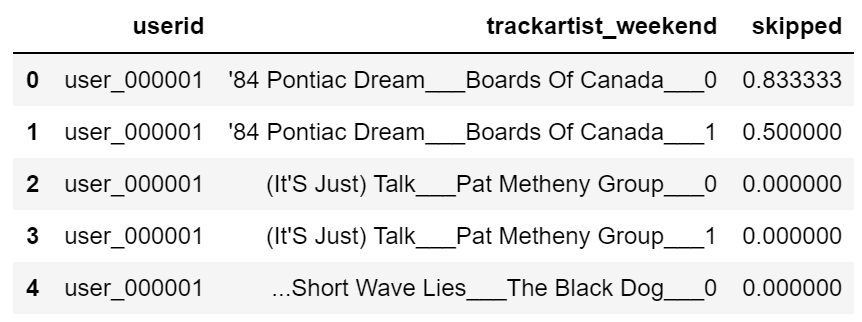 userid trackartist_weekend skipped
0 user_000001 '84 Pontiac Dream___Boards Of Canada___0 0.833333
1 user_000001 '84 Pontiac Dream___Boards Of Canada___1 0.500000
2 user_000001 (It'S Just) Talk___Pat Metheny Group___0 0.000000
3 user_000001 (It'S Just) Talk___Pat Metheny Group___1 0.000000
4 user_000001 ...Short Wave Lies___The Black Dog___0 0.000000